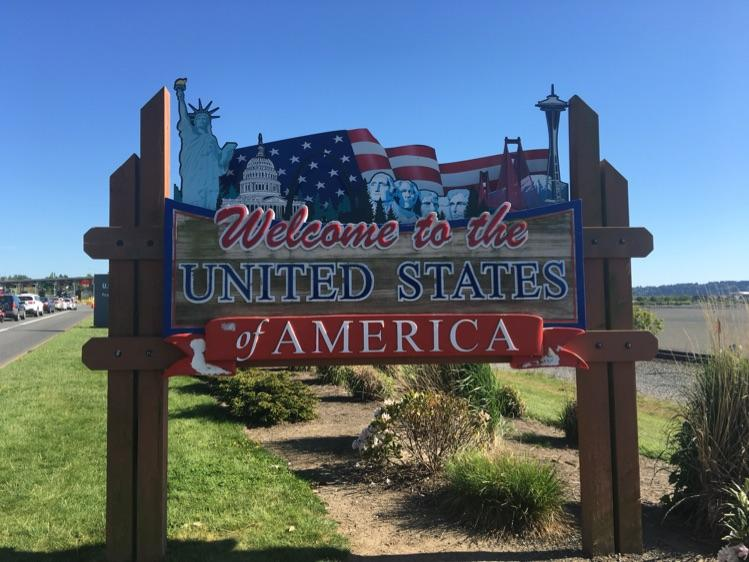 Welcome to the
UNITED STATES
of AMERICA
U.